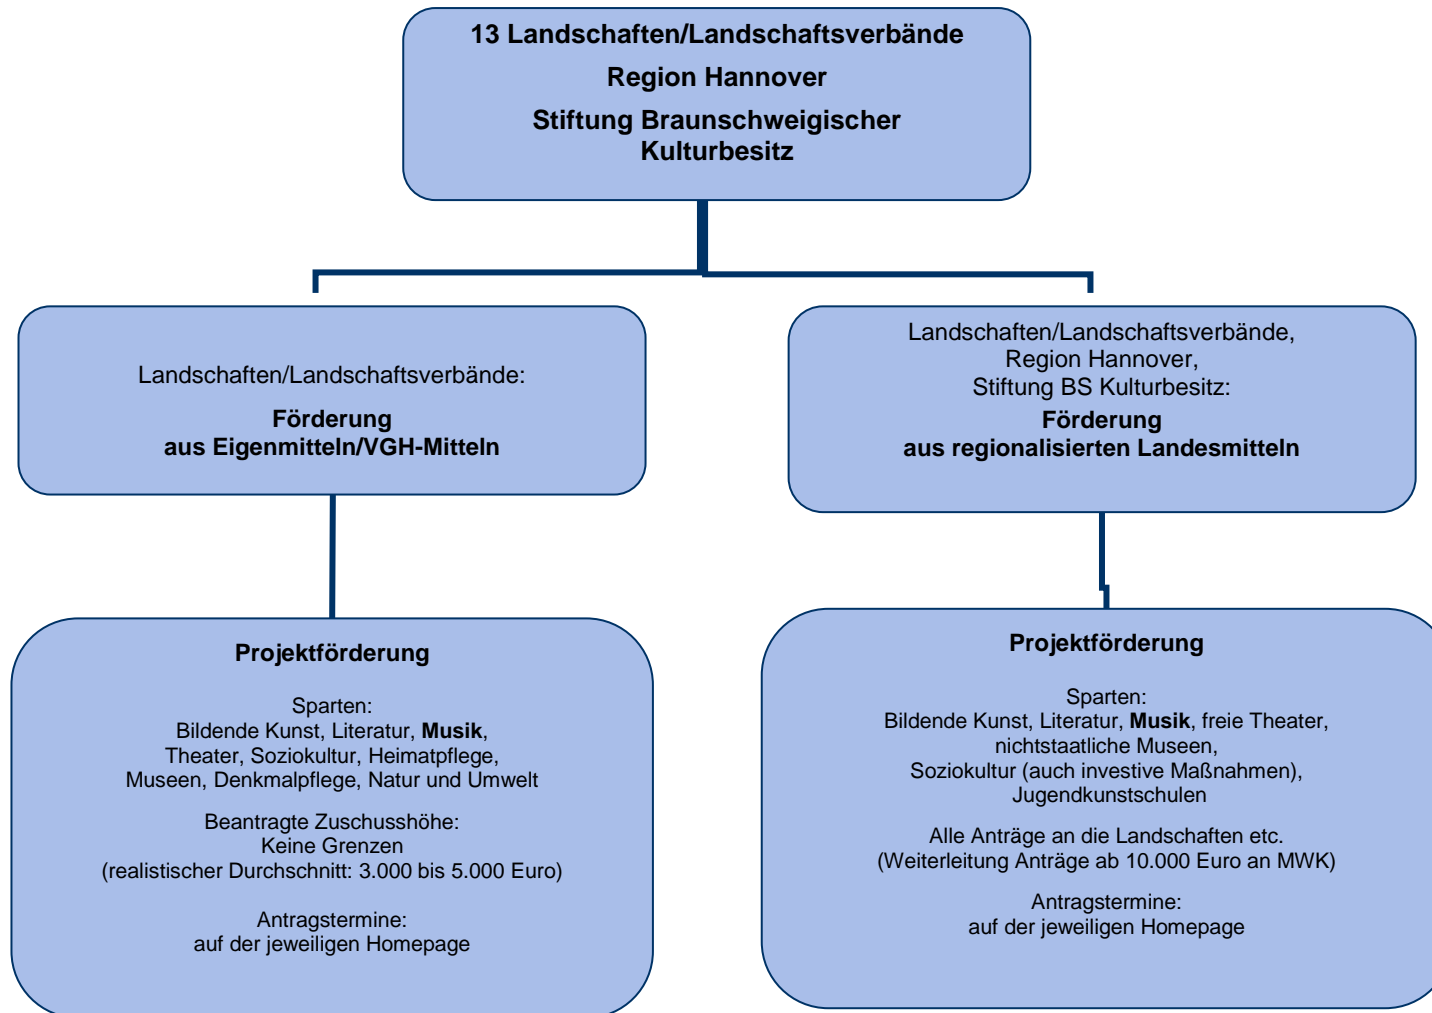 13 Landschaften/Landschaftsverbände
Region Hannover
Stiftung Braunschweigischer
Kulturbesitz
Landschaften/Landschaftsverbände:
Förderung
aus Eigenmitteln/VGH-Mitteln
Landschaften/Landschaftsverbände,
Region Hannover,
Stiftung BS Kulturbesitz:
Förderung
aus regionalisierten Landesmitteln
Projektförderung
Sparten:
Bildende Kunst, Literatur, Musik,
Theater, Soziokultur, Heimatpflege,
Museen, Denkmalpflege, Natur und Umwelt
Beantragte Zuschusshöhe:
Keine Grenzen
(realistischer Durchschnitt: 3.000 bis 5.000 Euro)
Antragstermine:
auf der jeweiligen Homepage
Projektförderung
Sparten:
Bildende Kunst, Literatur, Musik, freie Theater,
nichtstaatliche Museen,
Soziokultur (auch investive Maßnahmen),
Jugendkunstschulen
Alle Anträge an die Landschaften etc.
(Weiterleitung Anträge ab 10.000 Euro an MWK)
Antragstermine:
auf der jeweiligen Homepage